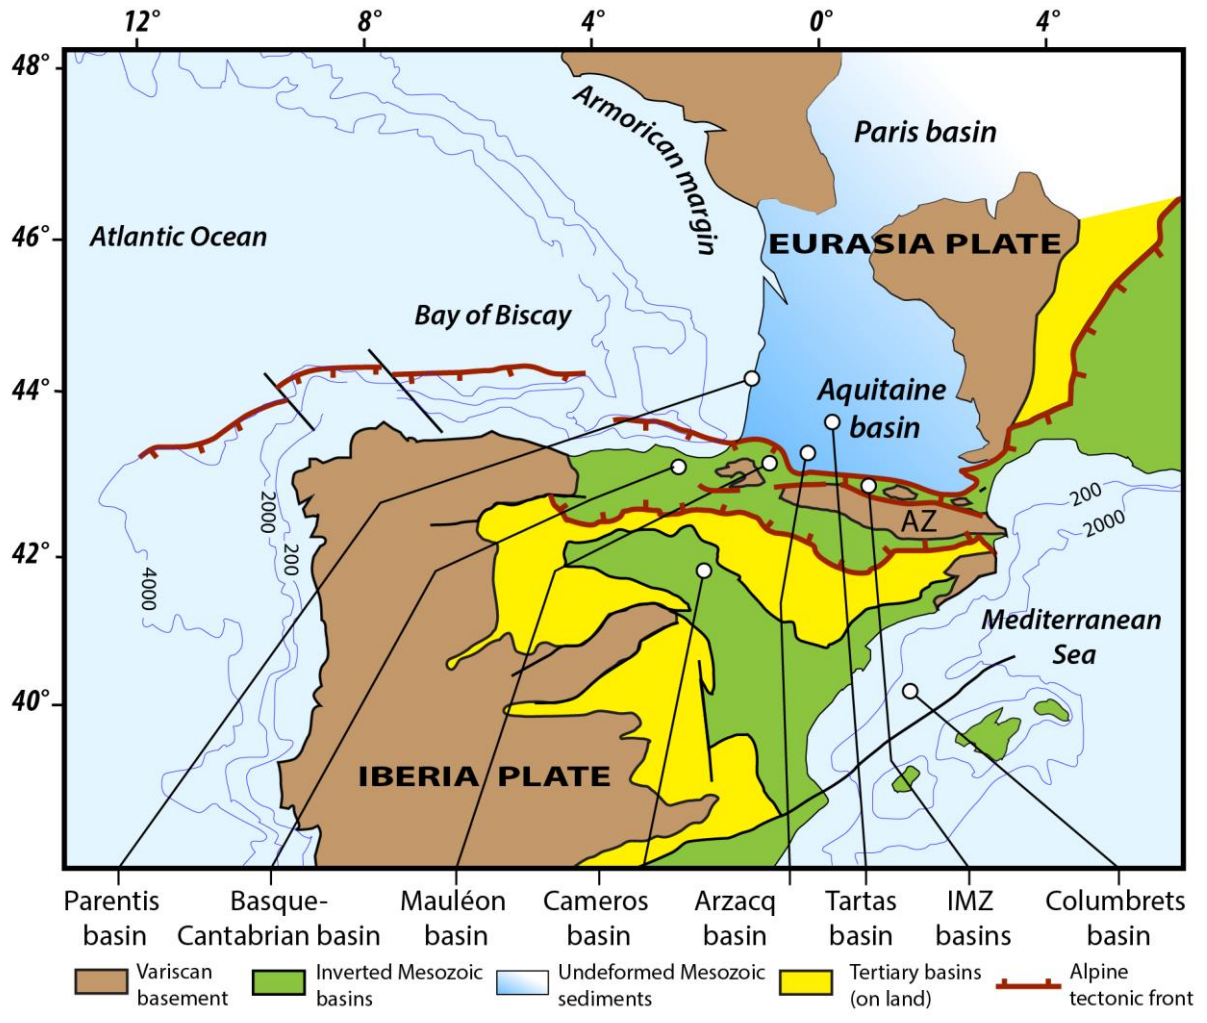 12° 8° 4° 0° 4°
48°
46°
44°
42°
40°
Armorican margin
Paris basin
Atlantic Ocean
EURASIA PLATE
Bay of Biscay
Aquitaine
basin
2000
200
4000
AZ
200
2000
Mediterranean
Sea
IBERIA PLATE
Parentis
basin
Basque-
Cantabrian basin
Mauléon
basin
Cameros
basin
Arzacq
basin
Tartas
basin
IMZ
basins
Columbrets
basin
Variscan
basement
Inverted Mesozoic
basins
Undeformed Mesozoic
sediments
Tertiary basins
(on land)
Alpine
tectonic front